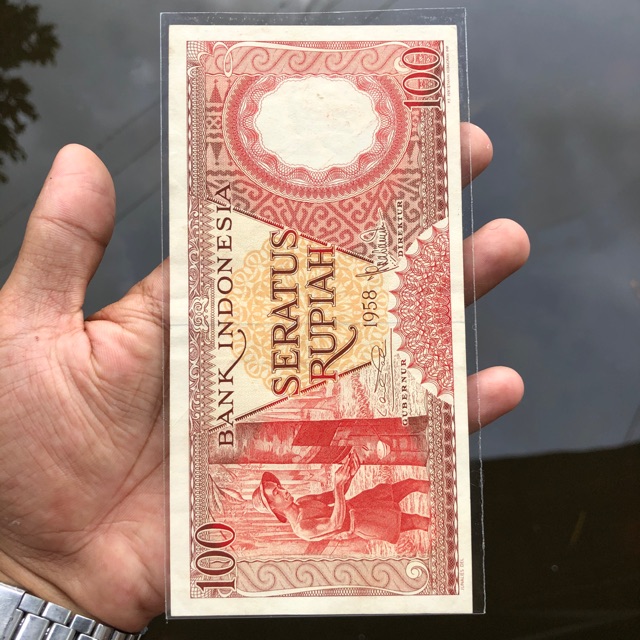 100
BANK INDONESIA
SERATUS
RUPIAH
1958
GUBERNUR
DIREKTUR
100